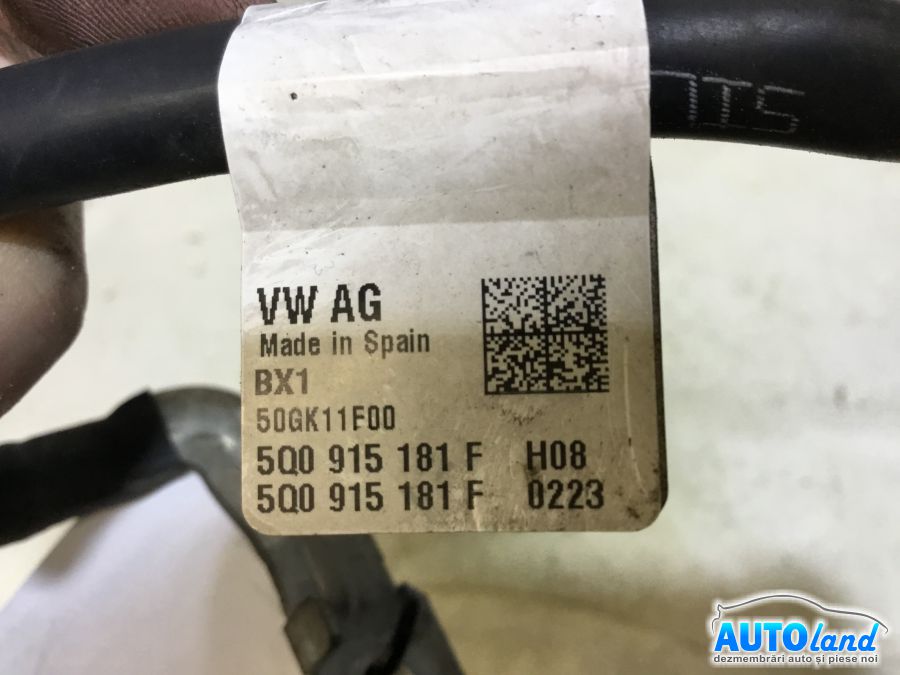 VW AG
Made in Spain
BX1
50GK11F00
5Q0 915 181 F H08
5Q0 915 181 F 0223
AUTOland
dezmembrări auto și piese noi